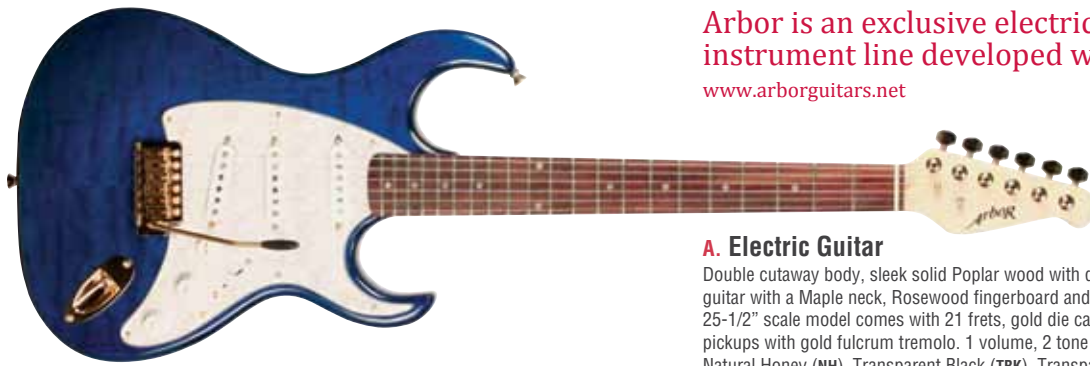 Arbor is an exclusive electric
instrument line developed w
www.arborguitars.net
ArboR
A. Electric Guitar
Double cutaway body, sleek solid Poplar wood with
guitar with a Maple neck, Rosewood fingerboard and
25-1/2” scale model comes with 21 frets, gold die ca
pickups with gold fulcrum tremolo. 1 volume, 2 tone
Natural Honey (NH), Transparent Black (TBK), Transpa